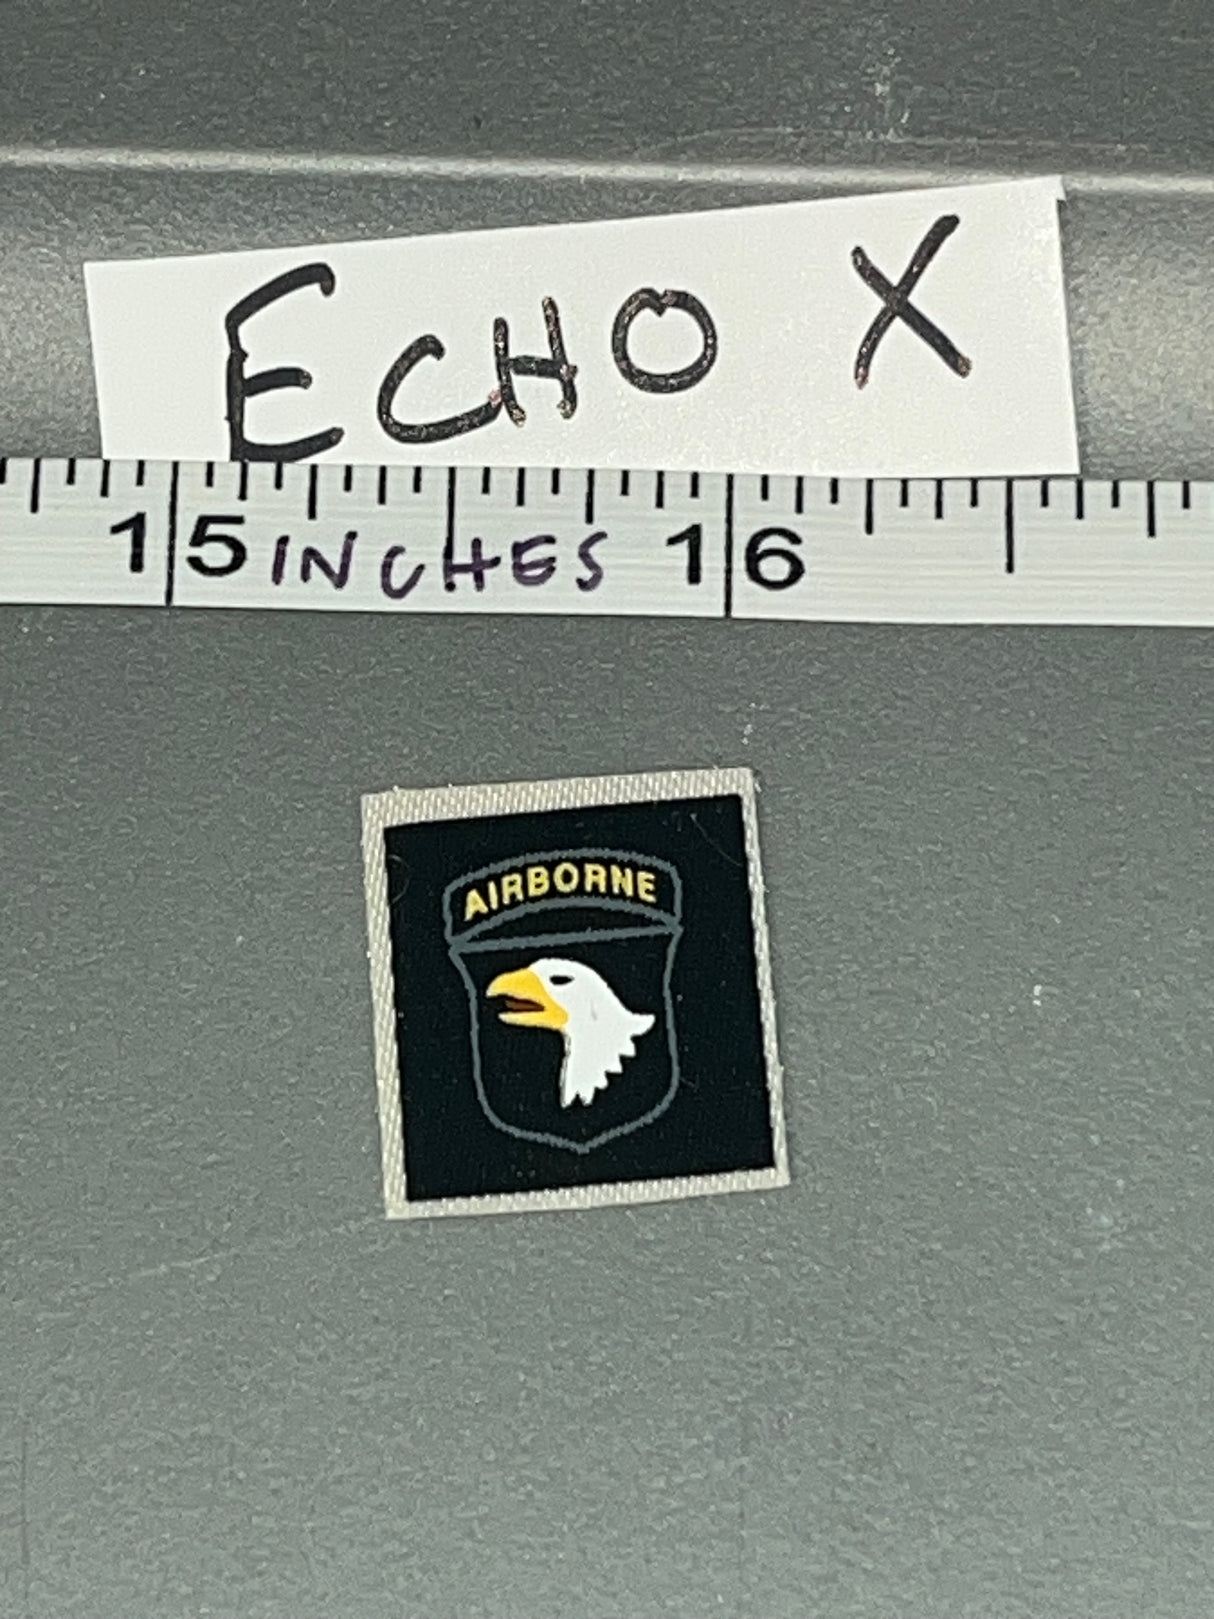 ECHO X
15 INCHES 16
AIRBORNE